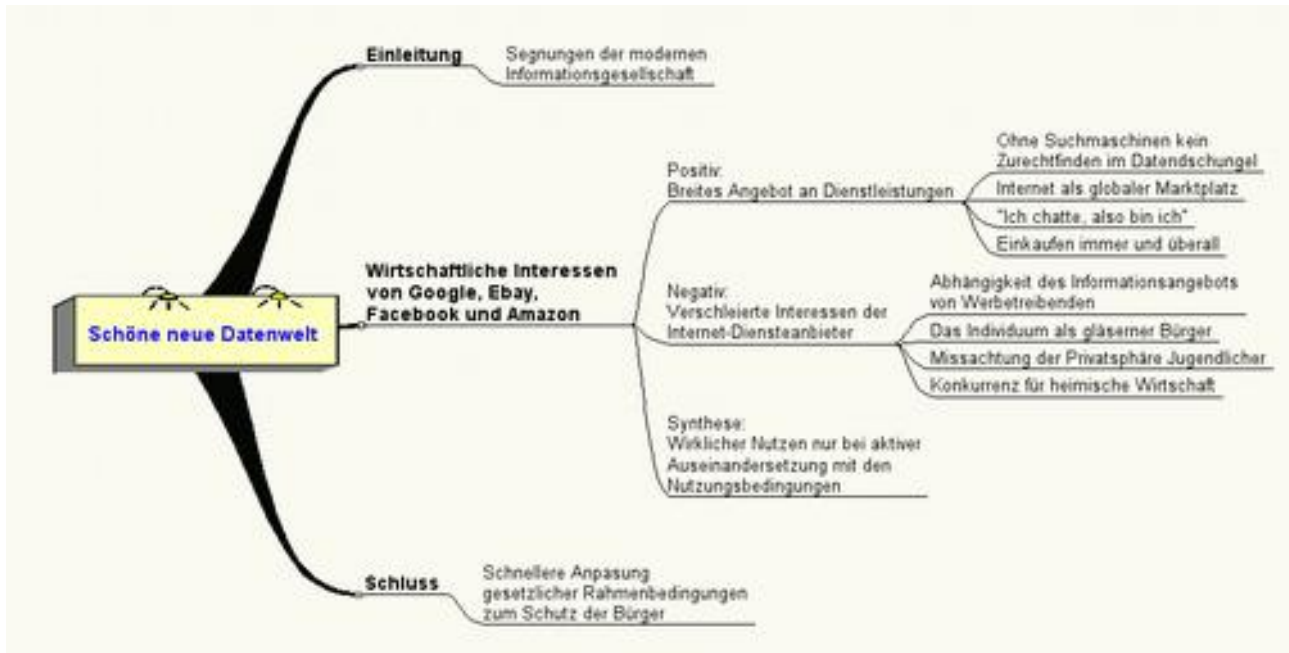 Einleitung
Segnungen der modernen
Informationsgesellschaft
Schöne neue Datenwelt
Wirtschaftliche Interessen
von Google, Ebay,
Facebook und Amazon
Positiv:
Breites Angebot an Dienstleistungen
Ohne Suchmaschinen kein
Zurechtfinden im Datendschungel
Internet als globaler Marktplatz
"Ich chatte, also bin ich"
Einkaufen immer und überall
Negativ:
Verschleierte Interessen der
Internet-Diensteanbieter
Abhängigkeit des Informationsangebots
von Werbetreibenden
Das Individuum als gläserner Bürger
Missachtung der Privatsphäre Jugendlicher
Konkurrenz für heimische Wirtschaft
Synthese:
Wirklicher Nutzen nur bei aktiver
Auseinandersetzung mit den
Nutzungsbedingungen
Schluss
Schnellere Anpasung
gesetzlicher Rahmenbedingungen
zum Schutz der Bürger